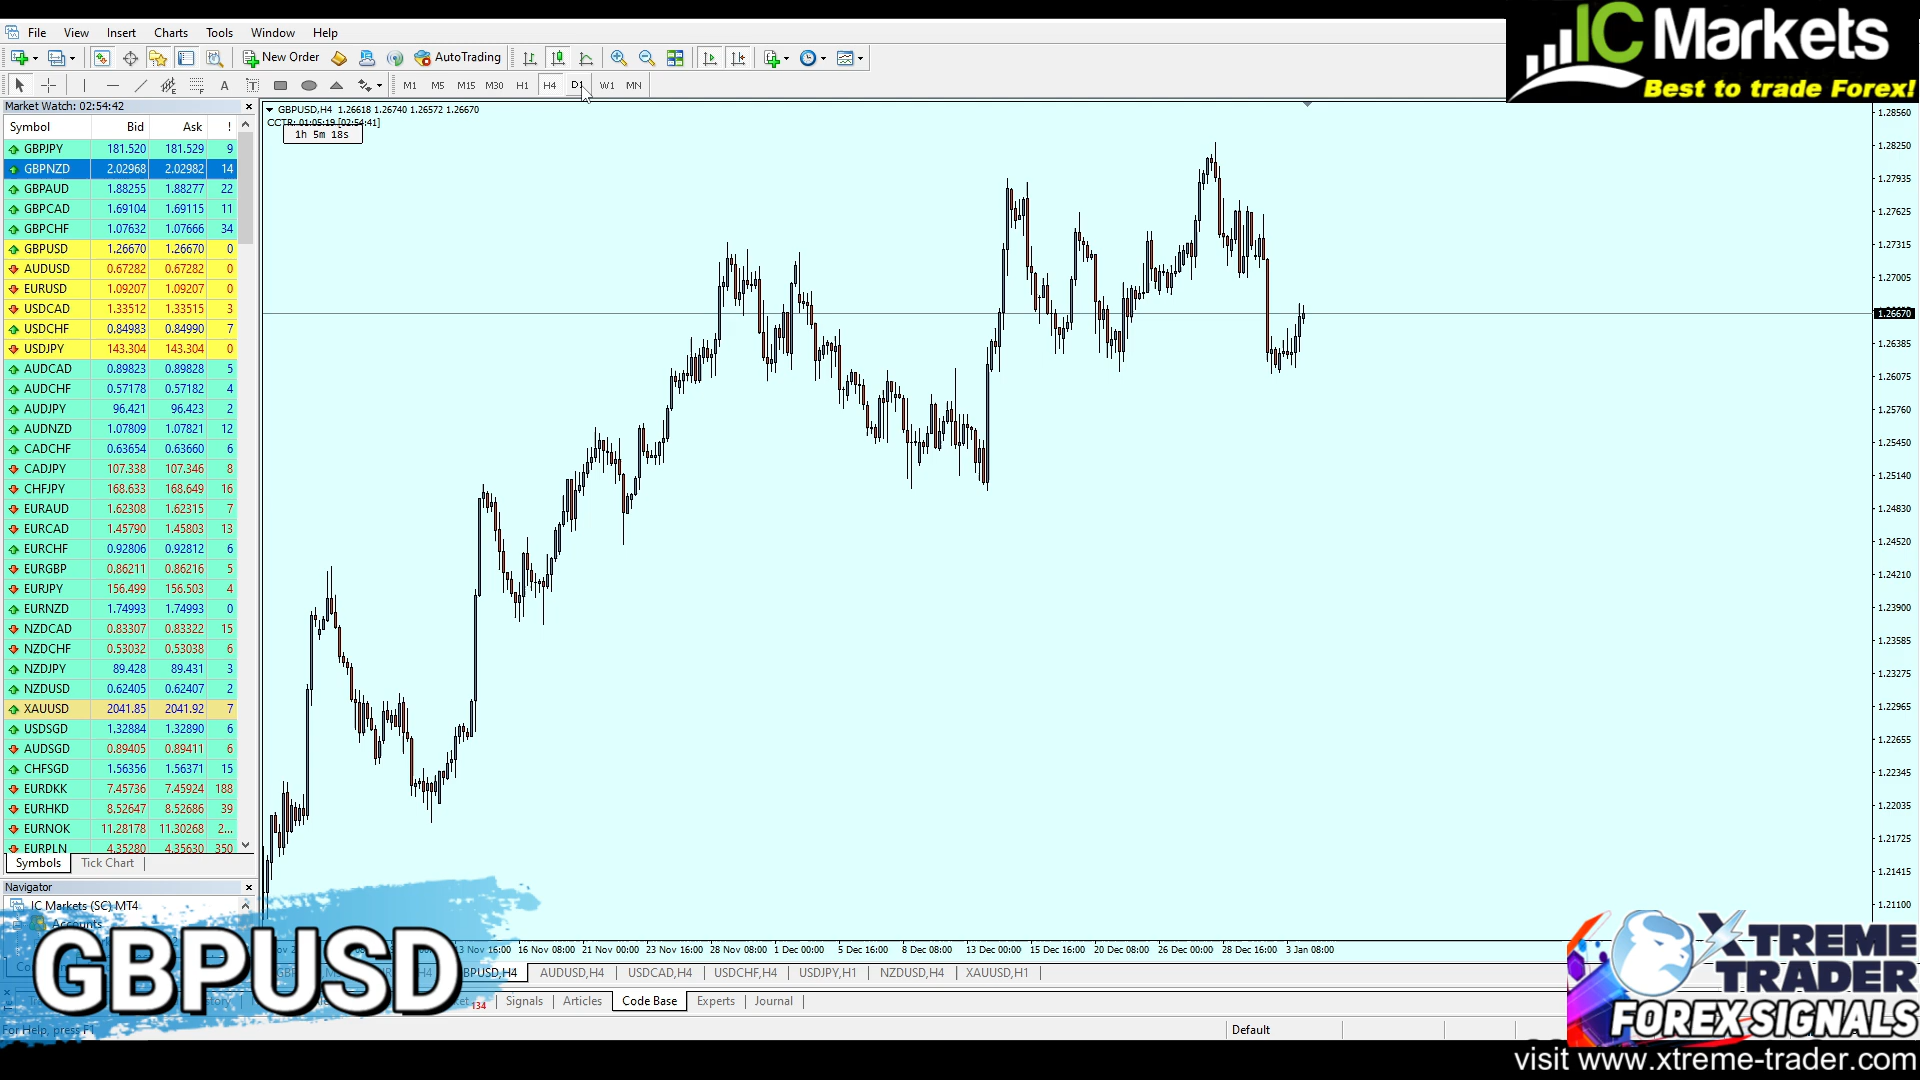 IC Markets
Best to trade Forex!
File View Insert Charts Tools Window Help
New Order AutoTrading
A T M1 M5 M15 M30 H1 H4 D1 W1 MN
Market Watch: 02:54:42
Symbol Bid Ask !
GBPJPY 181.520 181.529 9
GBPNZD 2.02968 2.02982 14
GBPAUD 1.88255 1.88277 22
GBPCAD 1.69104 1.69115 11
GBPCHF 1.07632 1.07666 34
GBPUSD 1.26670 1.26670 0
AUDUSD 0.67282 0.67282 0
EURUSD 1.09207 1.09207 0
USDCAD 1.33512 1.33515 3
USDCHF 0.84983 0.84990 7
USDJPY 143.304 143.304 0
AUDCAD 0.89823 0.89828 5
AUDCHF 0.57178 0.57182 4
AUDJPY 96.421 96.423 2
AUDNZD 1.07809 1.07821 12
CADCHF 0.63654 0.63660 6
CADJPY 107.338 107.346 8
CHFJPY 168.633 168.649 16
EURAUD 1.62308 1.62315 7
EURCAD 1.45790 1.45803 13
EURCHF 0.92806 0.92812 6
EURGBP 0.86211 0.86216 5
EURJPY 156.499 156.503 4
EURNZD 1.74993 1.74993 0
NZDCAD 0.83307 0.83322 15
NZDCHF 0.53032 0.53038 6
NZDJPY 89.428 89.431 3
NZDUSD 0.62405 0.62407 2
XAUUSD 2041.85 2041.92 7
USDSGD 1.32884 1.32890 6
AUDSGD 0.89405 0.89411 6
CHFSGD 1.56356 1.56371 15
EURDKK 7.45736 7.45924 188
EURHKD 8.52647 8.52686 39
EURNOK 11.28178 11.30268 2...
EURPLN 4.35280 4.35630 350
Symbols Tick Chart
Navigator
IC Markets (SC) MT4
Accounts
GBPUSD,H4 1.26618 1.26740 1.26572 1.26670
CCTR: 01:05:19 [02:54:41]
1h 5m 18s
1.28560
1.28250
1.27935
1.27625
1.27315
1.27005
1.26670
1.26385
1.26075
1.25760
1.25450
1.25140
1.24830
1.24520
1.24210
1.23900
1.23585
1.23275
1.22965
1.22655
1.22345
1.22035
1.21725
1.21415
1.21100
13 Nov 16:00 16 Nov 08:00 21 Nov 00:00 23 Nov 16:00 28 Nov 08:00 1 Dec 00:00 5 Dec 16:00 8 Dec 08:00 13 Dec 00:00 15 Dec 16:00 20 Dec 08:00 26 Dec 00:00 28 Dec 16:00 3 Jan 08:00
GBPUSD
BPUSD,H4 AUDUSD,H4 USDCAD,H4 USDCHF,H4 USDJPY,H1 NZDUSD,H4 XAUUSD,H1
134 Signals Articles Code Base Experts Journal
For Help, press F1
Default
XTREME
TRADER
FOREX SIGNALS
visit www.xtreme-trader.com